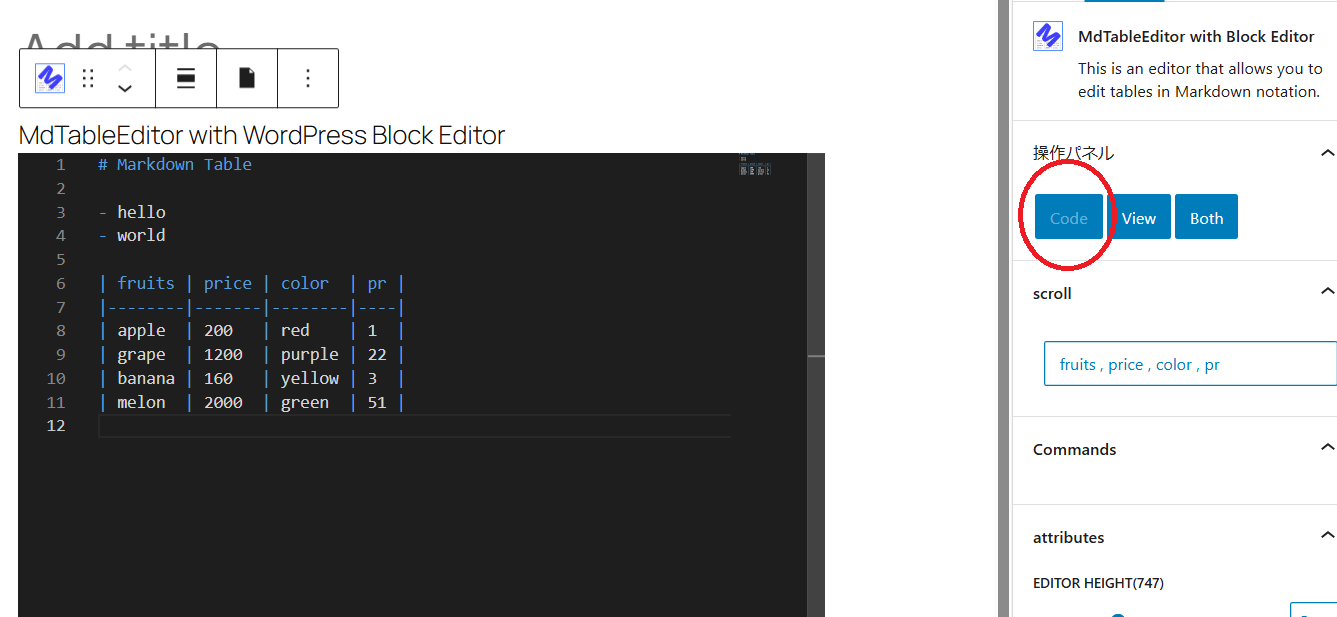 Add title
MdTableEditor with WordPress Block Editor
1 # Markdown Table
2
3 - hello
4 - world
5
6 | fruits | price | color | pr |
7 |--------|-------|--------|----|
8 | apple | 200 | red | 1 |
9 | grape | 1200 | purple | 22 |
10 | banana | 160 | yellow | 3 |
11 | melon | 2000 | green | 51 |
12
MdTableEditor with Block Editor
This is an editor that allows you to
edit tables in Markdown notation.
操作パネル
Code View Both
scroll
fruits , price , color , pr
Commands
attributes
EDITOR HEIGHT(747)